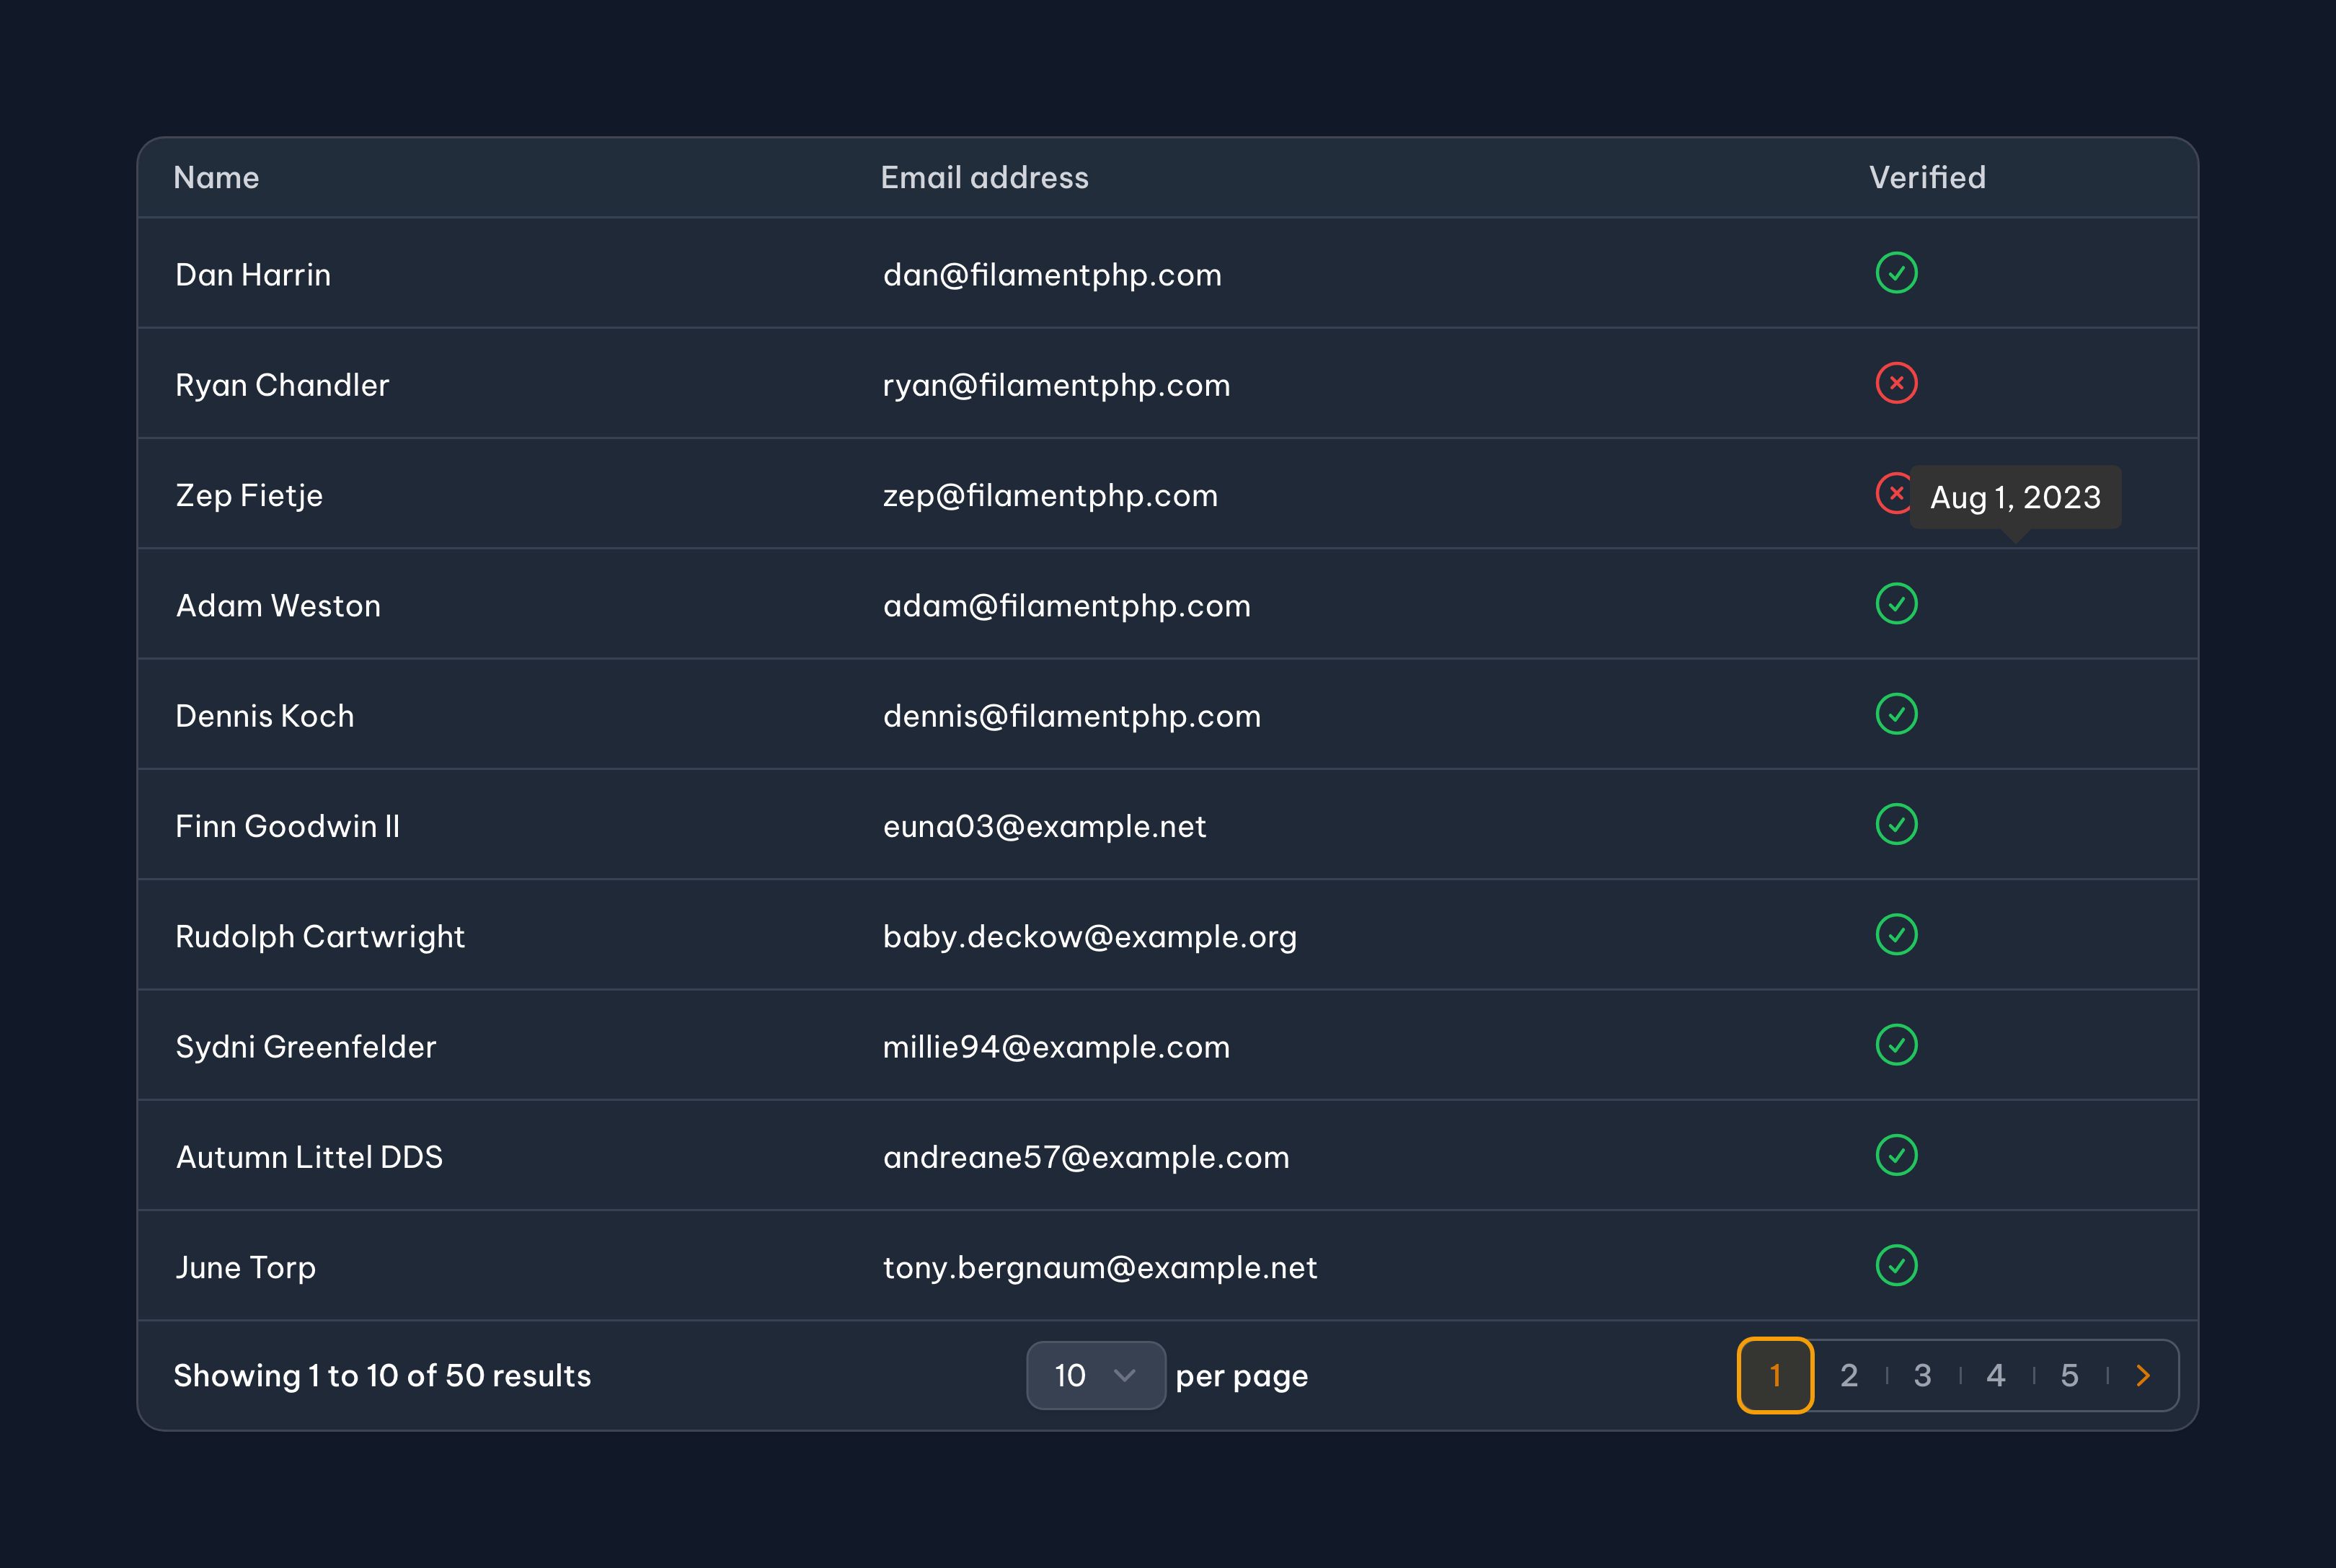 Name Email address Verified
Dan Harrin dan@filamentphp.com
Ryan Chandler ryan@filamentphp.com
Zep Fietje zep@filamentphp.com Aug 1, 2023
Adam Weston adam@filamentphp.com
Dennis Koch dennis@filamentphp.com
Finn Goodwin II euna03@example.net
Rudolph Cartwright baby.deckow@example.org
Sydni Greenfelder millie94@example.com
Autumn Littel DDS andreane57@example.com
June Torp tony.bergnaum@example.net
Showing 1 to 10 of 50 results 10 per page 1 2 3 4 5